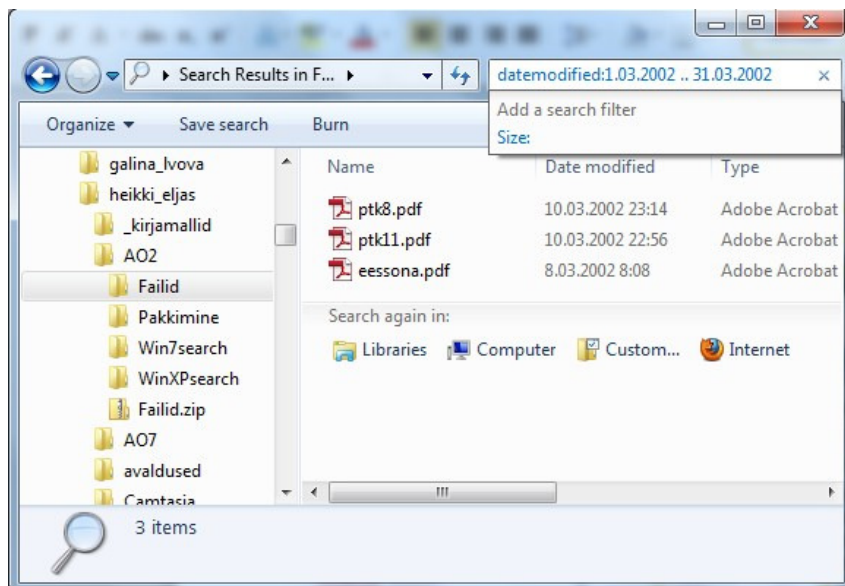 Search Results in F...
datemodified:1.03.2002 .. 31.03.2002
Add a search filter
Size:
Organize
Save search
Burn
galina_lvova
heikki_eljas
_kirjamallid
AO2
Failid
Pakkimine
Win7search
WinXPsearch
Failid.zip
AO7
avaldused
Camtasia
Name Date modified Type
ptk8.pdf 10.03.2002 23:14 Adobe Acrobat
ptk11.pdf 10.03.2002 22:56 Adobe Acrobat
eessona.pdf 8.03.2002 8:08 Adobe Acrobat
Search again in:
Libraries Computer Custom... Internet
3 items